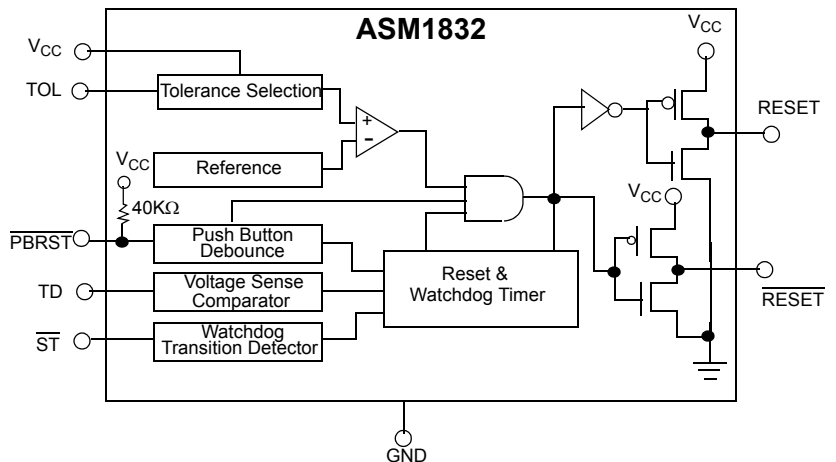 ASM1832
VCC
TOL
Tolerance Selection
+
−
VCC
RESET
VCC
Reference
40KΩ
VCC
PBRST
Push Button
Debounce
TD
Voltage Sense
Comparator
Reset &
Watchdog Timer
RESET
ST
Watchdog
Transition Detector
GND